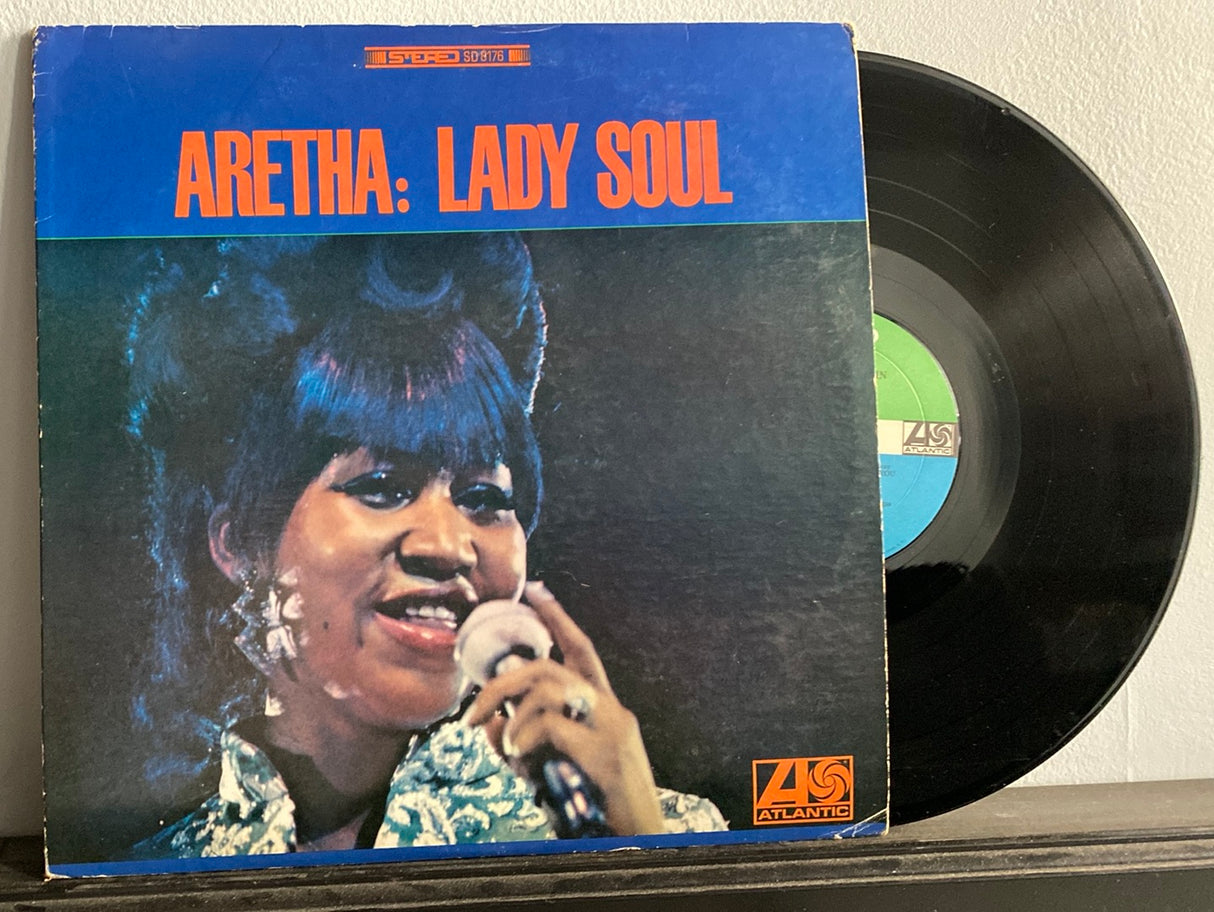 STEREO SD 8176
ARETHA: LADY SOUL
ATLANTIC
ATLANTIC